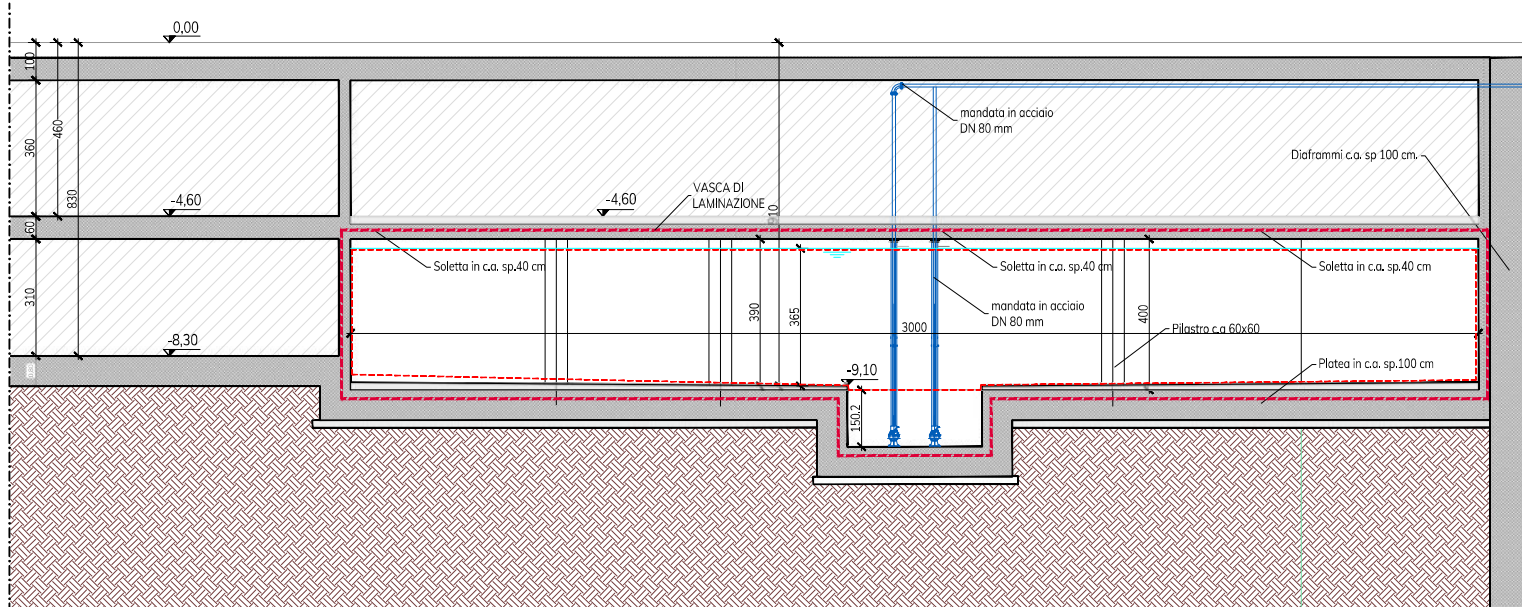 0,00
100
460
360
830
mandata in acciaio
DN 80 mm
Diaframmi c.a. sp 100 cm.
-4,60
VASCA DI
LAMINAZIONE
-4,60
910
60
Soletta in c.a. sp.40 cm
Soletta in c.a. sp.40 cm
Soletta in c.a. sp.40 cm
310
390
365
mandata in acciaio
DN 80 mm
400
3000
Pilastro c.a 60x60
-8,30
Platea in c.a. sp.100 cm
-9,10
150.2